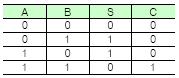 A B S C
0 0 0 0
0 1 1 0
1 0 1 0
1 1 0 1